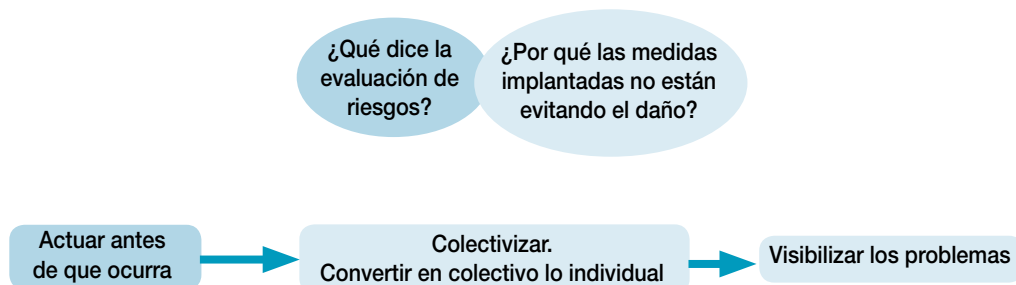 ¿Qué dice la
evaluación de
riesgos?
¿Por qué las medidas
implantadas no están
evitando el daño?
Actuar antes
de que ocurra
Colectivizar.
Convertir en colectivo lo individual
Visibilizar los problemas